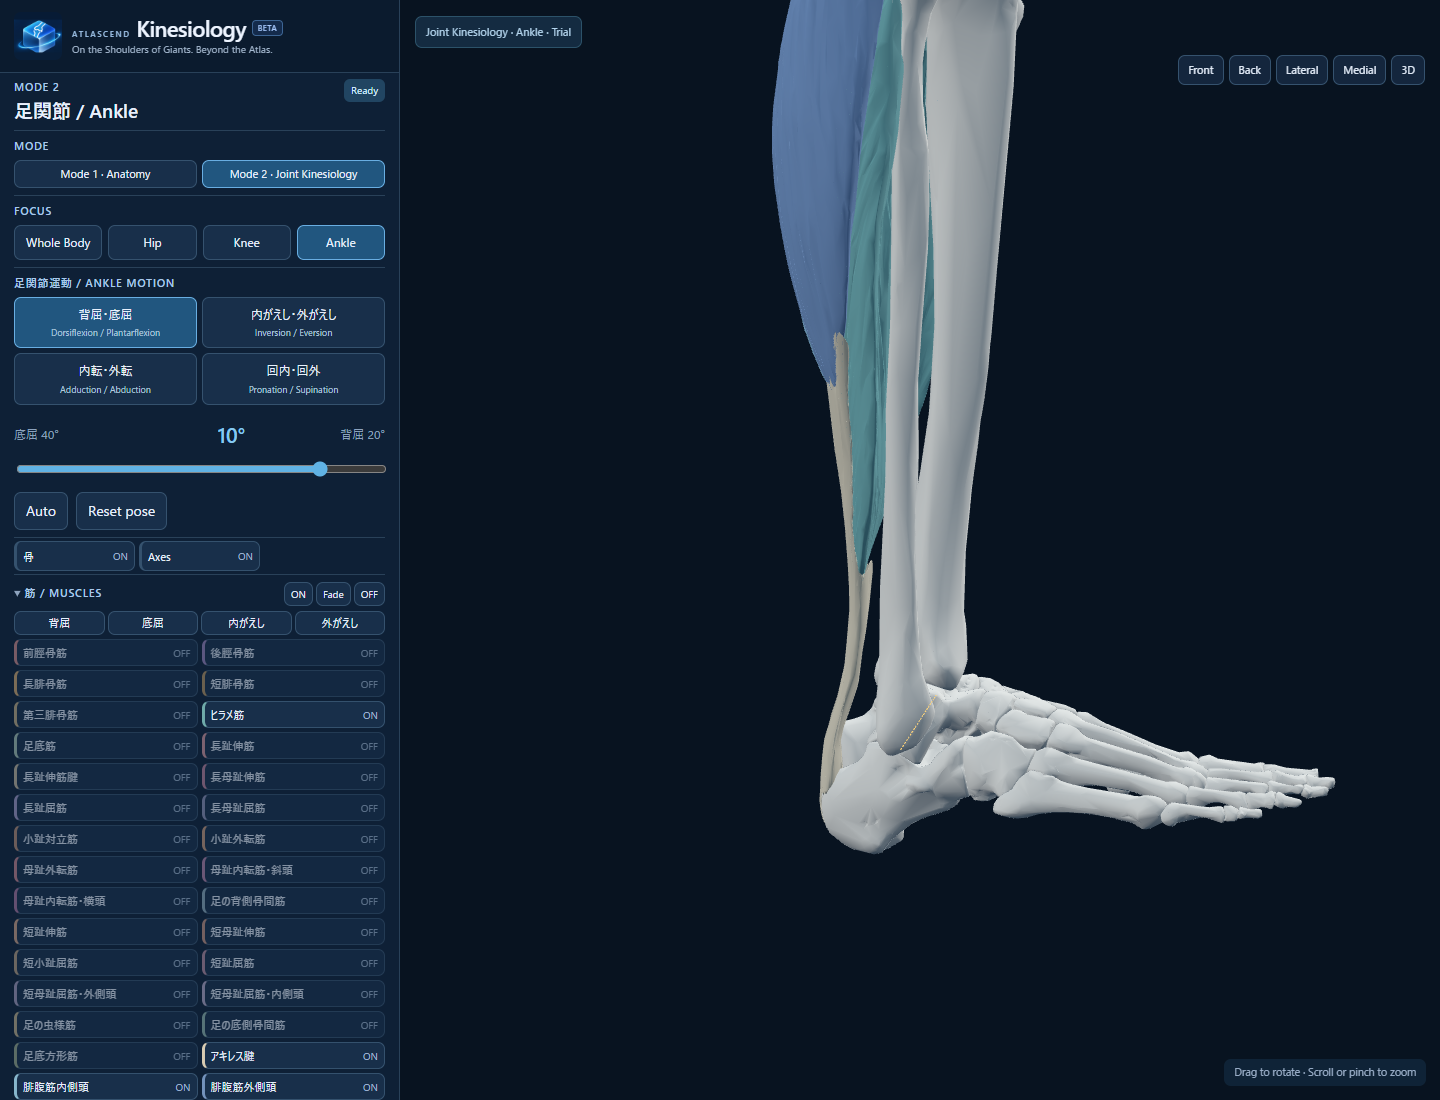 ATLASCEND Kinesiology BETA
On the Shoulders of Giants. Beyond the Atlas.
MODE 2
Ready
足関節 / Ankle
MODE
Mode 1 · Anatomy
Mode 2 · Joint Kinesiology
FOCUS
Whole Body
Hip
Knee
Ankle
足関節運動 / ANKLE MOTION
背屈・底屈
Dorsiflexion / Plantarflexion
内がえし・外がえし
Inversion / Eversion
内転・外転
Adduction / Abduction
回内・回外
Pronation / Supination
底屈 40°
10°
背屈 20°
Auto
Reset pose
骨 ON
Axes ON
▼ 筋 / MUSCLES
ON
Fade
OFF
背屈
底屈
内がえし
外がえし
前脛骨筋 OFF
後脛骨筋 OFF
長腓骨筋 OFF
短腓骨筋 OFF
第三腓骨筋 OFF
ヒラメ筋 ON
足底筋 OFF
長趾伸筋 OFF
長趾伸筋腱 OFF
長母趾伸筋 OFF
長趾屈筋 OFF
長母趾屈筋 OFF
小趾対立筋 OFF
小趾外転筋 OFF
母趾外転筋 OFF
母趾内転筋・斜頭 OFF
母趾内転筋・横頭 OFF
足の背側骨間筋 OFF
短趾伸筋 OFF
短母趾伸筋 OFF
短小趾屈筋 OFF
短趾屈筋 OFF
短母趾屈筋・外側頭 OFF
短母趾屈筋・内側頭 OFF
足の虫様筋 OFF
足の底側骨間筋 OFF
足底方形筋 OFF
アキレス腱 ON
腓腹筋内側頭 ON
腓腹筋外側頭 ON
Joint Kinesiology · Ankle · Trial
Front
Back
Lateral
Medial
3D
Drag to rotate · Scroll or pinch to zoom